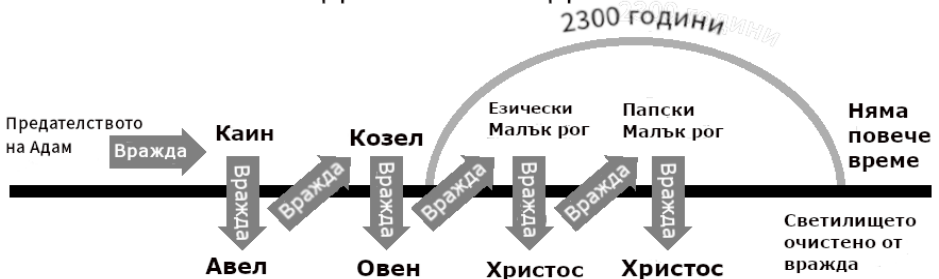 2300 години
Предателството
на Адам
Вражда
Каин
Козел
Езически
Малък рог
Папски
Малък рог
Няма
повече
време
Вражда
Вражда
Вражда
Вражда
Вражда
Вражда
Вражда
Авел
Овен
Христос
Христос
Светилището
очистено от
вражда